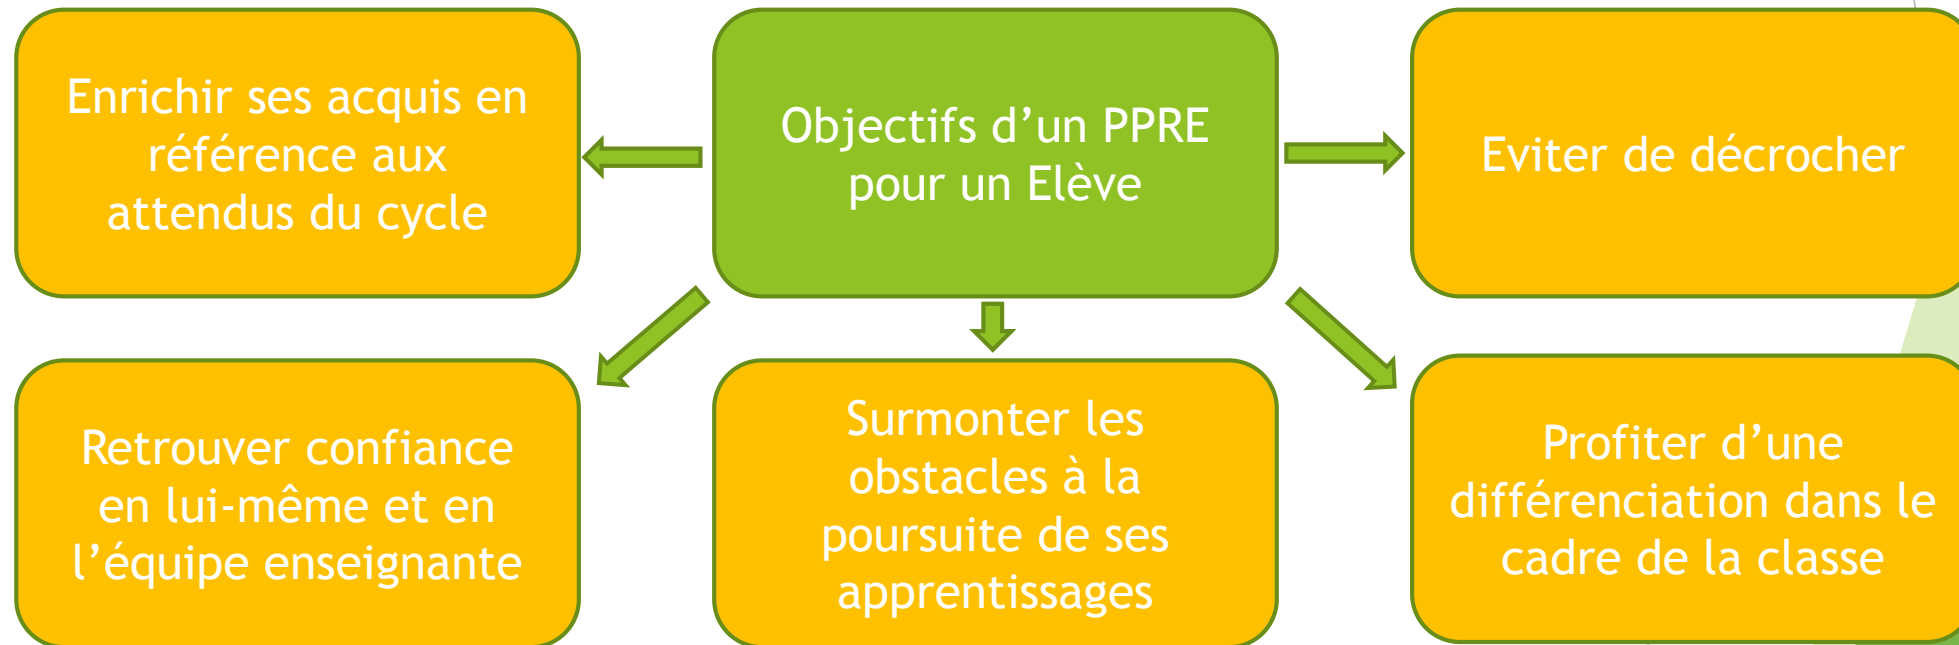 Enrichir ses acquis en
référence aux
attendus du cycle
Objectifs d’un PPRE
pour un Elève
Eviter de décrocher
Retrouver confiance
en lui-même et en
l’équipe enseignante
Surmonter les
obstacles à la
poursuite de ses
apprentissages
Profiter d’une
différenciation dans le
cadre de la classe